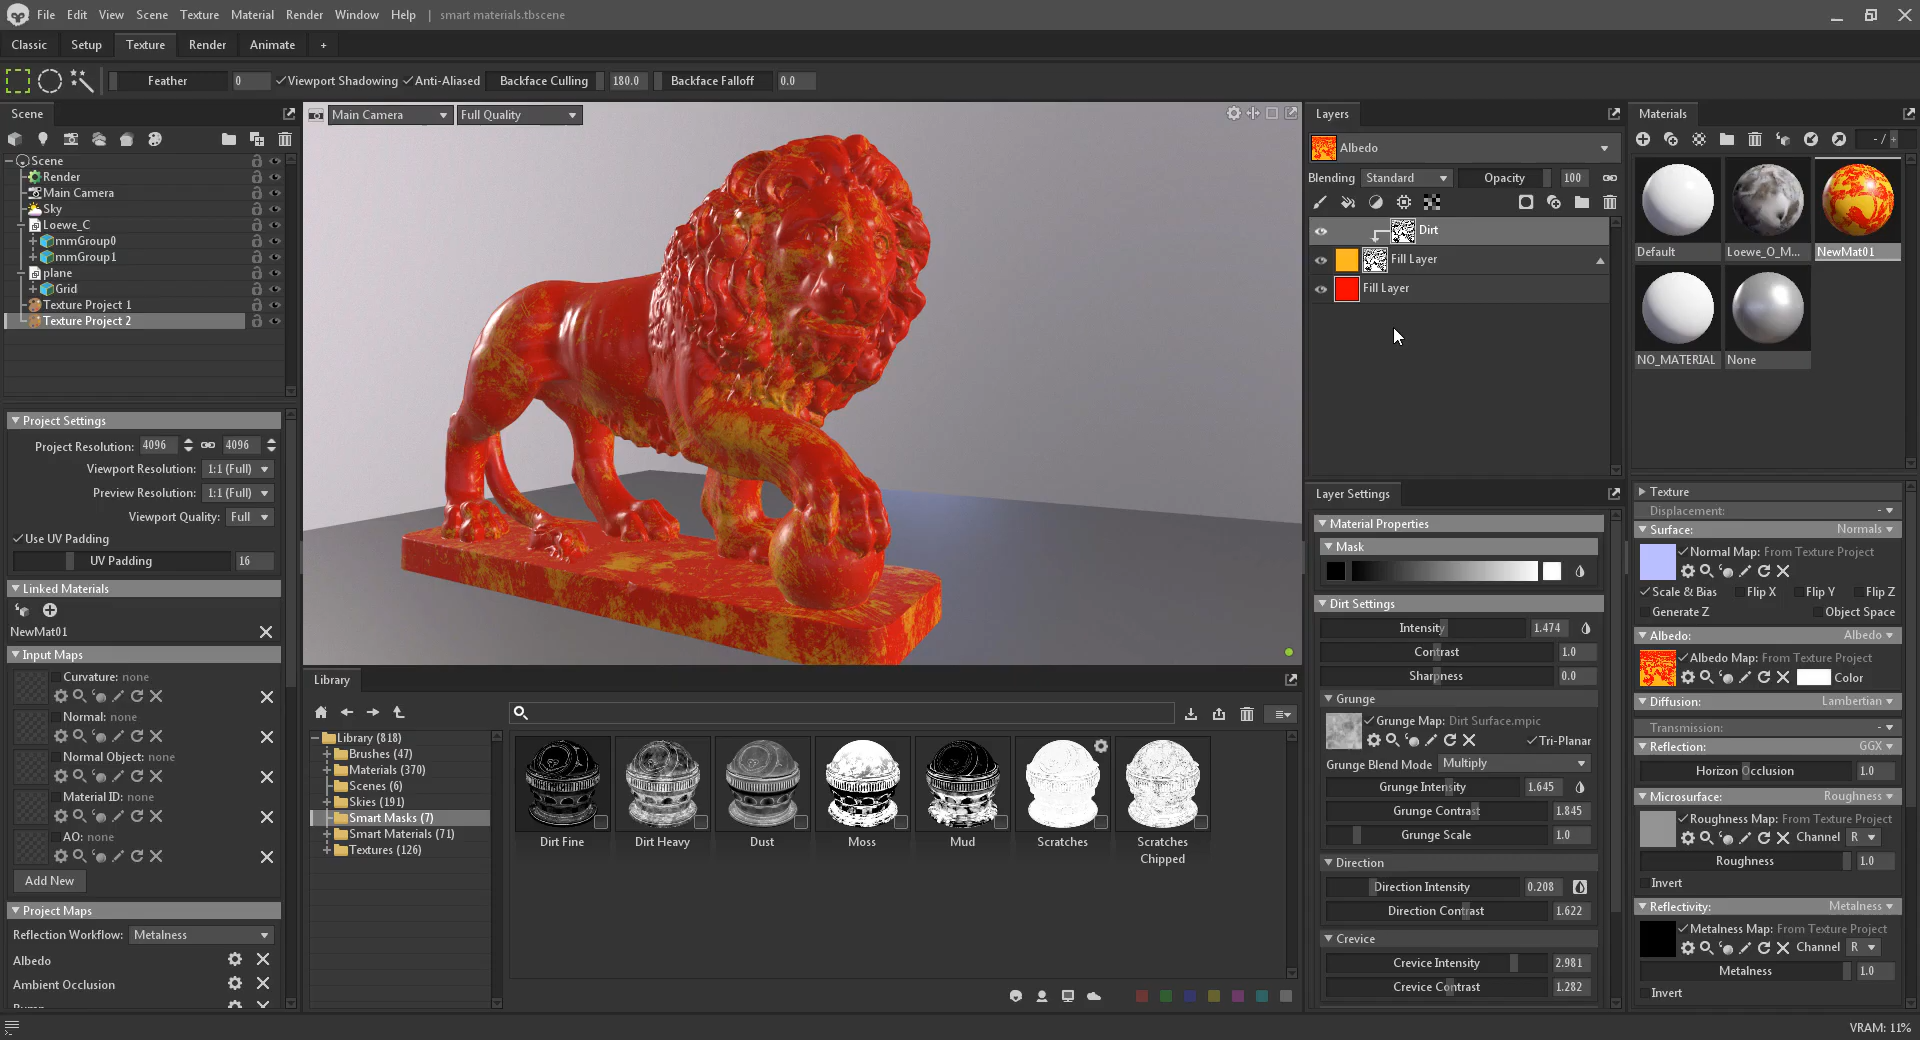 File Edit View Scene Texture Material Render Window Help | smart materials.tbscene
Classic Setup Texture Render Animate +
Feather 0 Viewport Shadowing Anti-Aliased Backface Culling 180.0 Backface Falloff 0.0
Scene
Scene
Render
Main Camera
Sky
Loewe_C
mmGroup0
mmGroup1
plane
Grid
Texture Project 1
Texture Project 2
Project Settings
Project Resolution: 4096 4096
Viewport Resolution: 1:1 (Full)
Preview Resolution: 1:1 (Full)
Viewport Quality: Full
Use UV Padding
UV Padding 16
Linked Materials
NewMat01
Input Maps
Curvature: none
Normal: none
Normal Object: none
Material ID: none
AO: none
Add New
Project Maps
Reflection Workflow: Metalness
Albedo
Ambient Occlusion
Main Camera Full Quality
Library
Library (818)
Brushes (47)
Materials (370)
Scenes (6)
Skies (191)
Smart Masks (7)
Smart Materials (71)
Textures (126)
Dirt Fine
Dirt Heavy
Dust
Moss
Mud
Scratches
Scratches Chipped
Layers
Albedo
Blending Standard Opacity 100
Dirt
Fill Layer
Fill Layer
Layer Settings
Material Properties
Mask
Dirt Settings
Intensity 1.474
Contrast 1.0
Sharpness 0.0
Grunge
Grunge Map: Dirt Surface.mpic
Tri-Planar
Grunge Blend Mode Multiply
Grunge Intensity 1.645
Grunge Contrast 1.845
Grunge Scale 1.0
Direction
Direction Intensity 0.208
Direction Contrast 1.622
Crevice
Crevice Intensity 2.981
Crevice Contrast 1.282
Materials
- / +
Default
Loewe_O_M...
NewMat01
NO_MATERIAL
None
Texture
Displacement: -
Surface: Normals
Normal Map: From Texture Project
Scale & Bias Flip X Flip Y Flip Z
Generate Z Object Space
Albedo: Albedo
Albedo Map: From Texture Project
Color
Diffusion: Lambertian
Transmission: -
Reflection: GGX
Horizon Occlusion 1.0
Microsurface: Roughness
Roughness Map: From Texture Project
Channel R
Roughness 1.0
Invert
Reflectivity: Metalness
Metalness Map: From Texture Project
Channel R
Metalness 1.0
Invert
VRAM: 11%